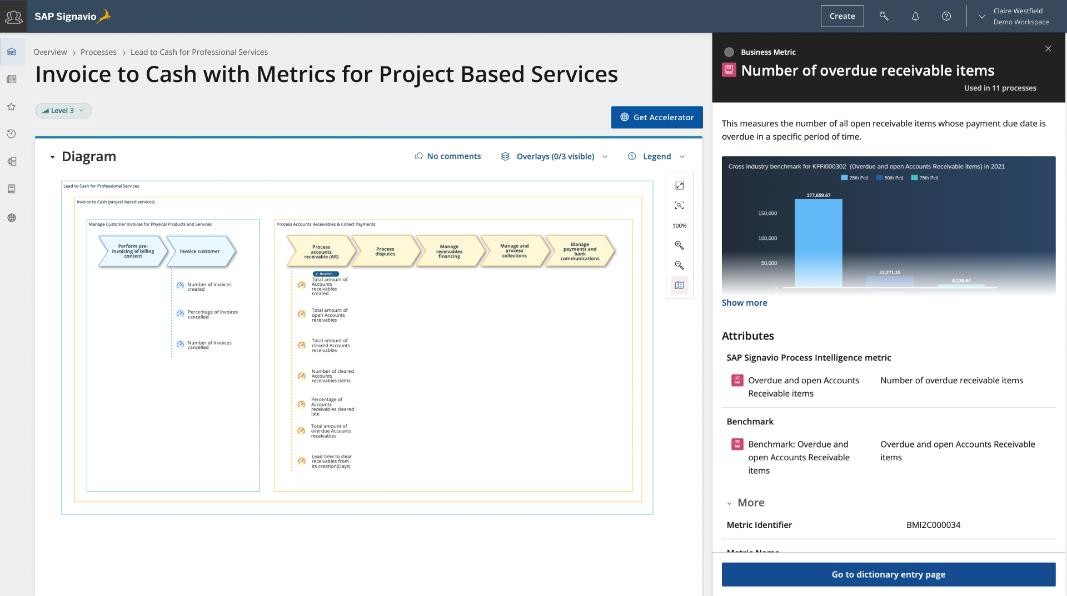 SAP Signavio
Create
Claire Westfield
Demo Workspace
Overview > Processes > Lead to Cash for Professional Services
Invoice to Cash with Metrics for Project Based Services
Level 3
Get Accelerator
Diagram
No comments
Overlays (0/3 visible)
Legend
Lead to Cash for Professional Services
Invoice to Cash (project based services)
Manage Customer Invoices for Physical Products and Services
Perform pre-
invoicing of billing
content
Invoice customer
Number of invoices
created
Percentage of invoices
cancelled
Number of invoices
cancelled
Process Accounts Receivables & Collect Payments
Process
accounts
receivable (AR)
Process
disputes
Manage
receivables
financing
Manage and
process
collections
Manage
payments and
bank
communications
Total amount of
Accounts
receivables
created
Total amount of
open Accounts
receivables
Total amount of
cleared Accounts
receivables
Number of cleared
Accounts
receivables items
Percentage of
Accounts
receivables cleared
late
Total amount of
overdue Accounts
receivables
Lead time to clear
receivables from
its creation(Days)
100%
Business Metric
Number of overdue receivable items
Used in 11 processes
This measures the number of all open receivable items whose payment due date is
overdue in a specific period of time.
Cross industry benchmark for KFFI000302 (Overdue and open Accounts Receivable items) in 2021
25th Pctl
50th Pctl
75th Pctl
177,659.67
150,000
100,000
50,000
Show more
Attributes
SAP Signavio Process Intelligence metric
Overdue and open Accounts
Receivable items
Number of overdue receivable items
Benchmark
Benchmark: Overdue and
open Accounts Receivable
items
Overdue and open Accounts Receivable
items
More
Metric Identifier
BMI2C000034
Metric Name
Go to dictionary entry page